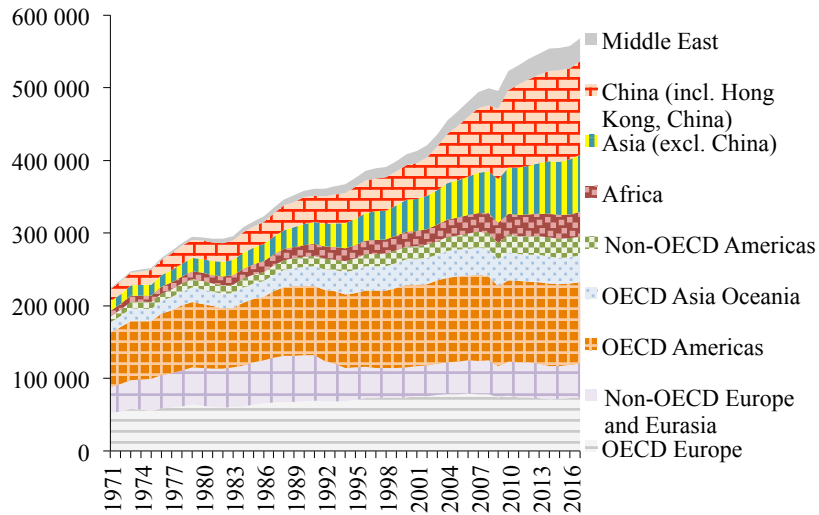 600 000
500 000
400 000
300 000
200 000
100 000
0
1971
1974
1977
1980
1983
1986
1989
1992
1995
1998
2001
2004
2007
2010
2013
2016
Middle East
China (incl. Hong
Kong, China)
Asia (excl. China)
Africa
Non-OECD Americas
OECD Asia Oceania
OECD Americas
Non-OECD Europe
and Eurasia
OECD Europe